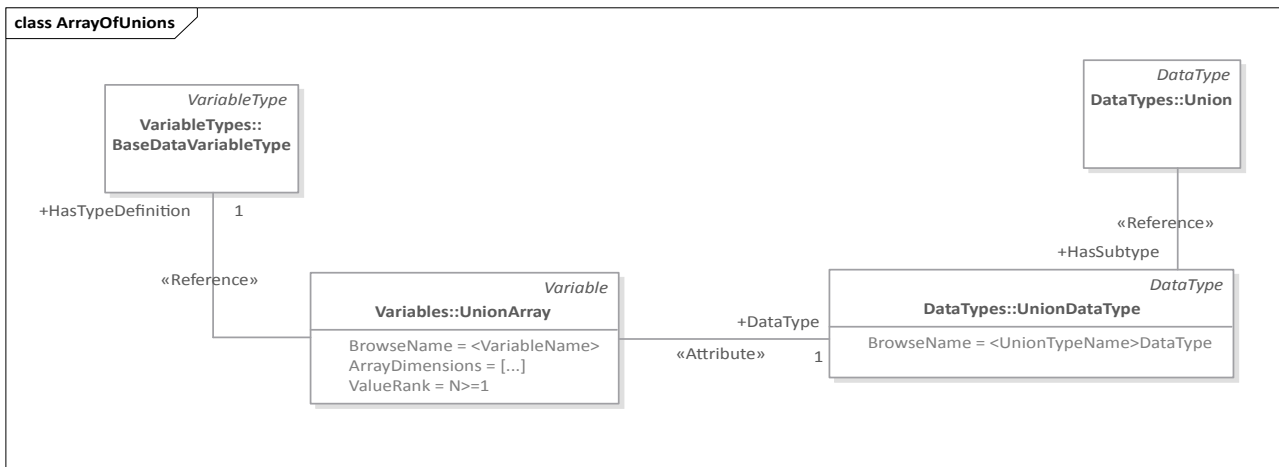 class ArrayOfUnions
VariableType
VariableTypes::
BaseDataVariableType
DataType
DataTypes::Union
+HasTypeDefinition
1
«Reference»
«Reference»
+HasSubtype
Variable
Variables::UnionArray
BrowseName = <VariableName>
ArrayDimensions = [...]
ValueRank = N>=1
+DataType
«Attribute»
1
DataType
DataTypes::UnionDataType
BrowseName = <UnionTypeName>DataType